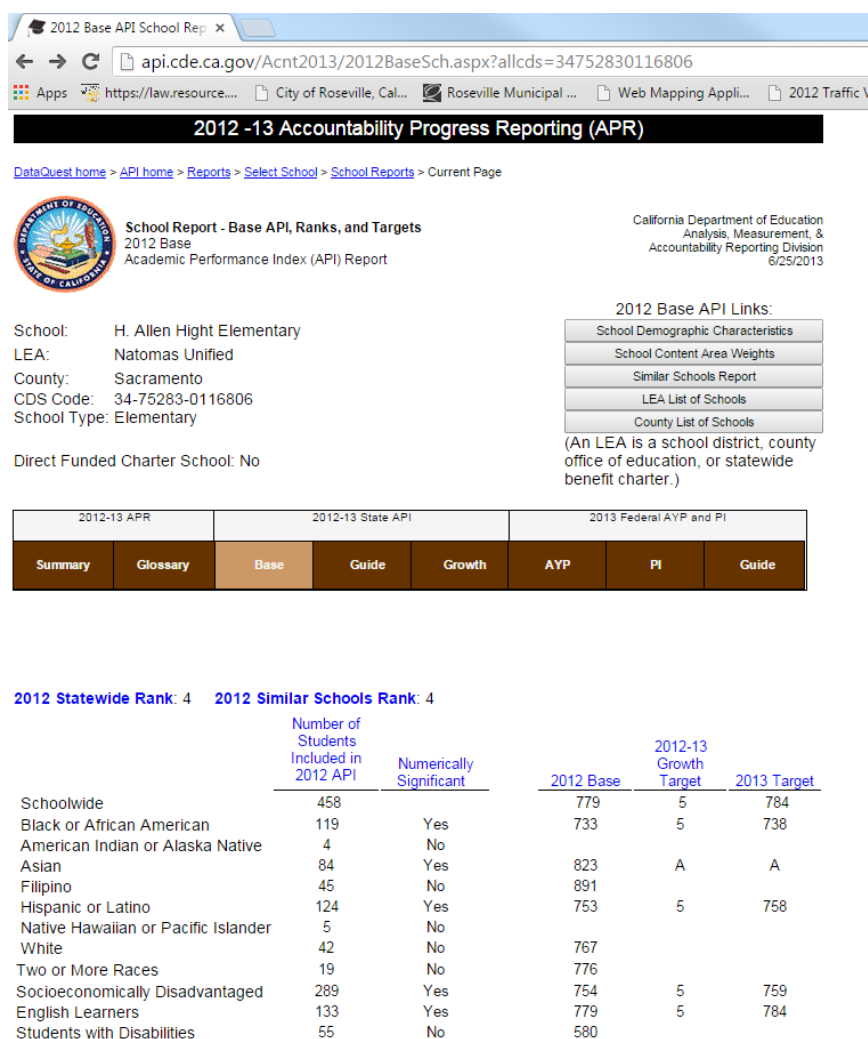 2012 Base API School Rep
api.cde.ca.gov/Acnt2013/2012BaseSch.aspx?allcds=34752830116806
Apps https://law.resource.... City of Roseville, Cal... Roseville Municipal ... Web Mapping Appli... 2012 Traffic V
2012 -13 Accountability Progress Reporting (APR)
DataQuest home > API home > Reports > Select School > School Reports > Current Page
DEPARTMENT OF EDUCATION
STATE OF CALIFORNIA
School Report - Base API, Ranks, and Targets
2012 Base
Academic Performance Index (API) Report
California Department of Education
Analysis, Measurement, &
Accountability Reporting Division
6/25/2013
School: H. Allen Hight Elementary
LEA: Natomas Unified
County: Sacramento
CDS Code: 34-75283-0116806
School Type: Elementary
Direct Funded Charter School: No
2012 Base API Links:
School Demographic Characteristics
School Content Area Weights
Similar Schools Report
LEA List of Schools
County List of Schools
(An LEA is a school district, county
office of education, or statewide
benefit charter.)
2012-13 APR 2012-13 State API 2013 Federal AYP and PI
Summary Glossary Base Guide Growth AYP PI Guide
2012 Statewide Rank: 4 2012 Similar Schools Rank: 4
Number of
Students
Included in
2012 API
Numerically
Significant
2012 Base
2012-13
Growth
Target
2013 Target
Schoolwide 458 779 5 784
Black or African American 119 Yes 733 5 738
American Indian or Alaska Native 4 No
Asian 84 Yes 823 A A
Filipino 45 No 891
Hispanic or Latino 124 Yes 753 5 758
Native Hawaiian or Pacific Islander 5 No
White 42 No 767
Two or More Races 19 No 776
Socioeconomically Disadvantaged 289 Yes 754 5 759
English Learners 133 Yes 779 5 784
Students with Disabilities 55 No 580